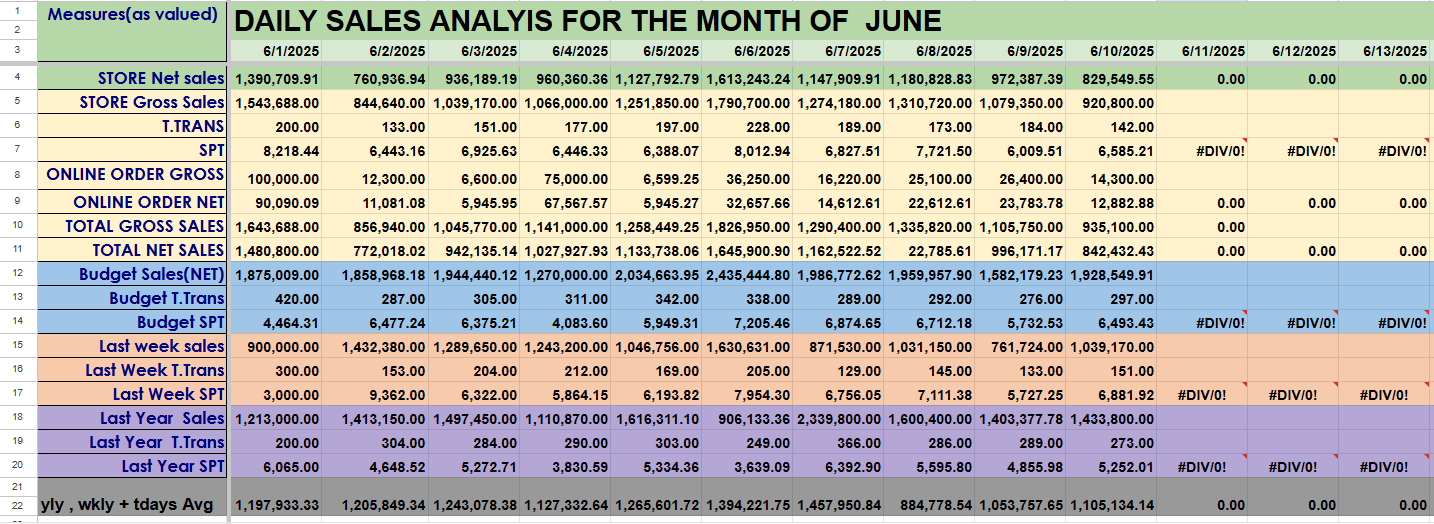 1 Measures(as valued) DAILY SALES ANALYIS FOR THE MONTH OF JUNE
2
3 6/1/2025 6/2/2025 6/3/2025 6/4/2025 6/5/2025 6/6/2025 6/7/2025 6/8/2025 6/9/2025 6/10/2025 6/11/2025 6/12/2025 6/13/2025
4 STORE Net sales 1,390,709.91 760,936.94 936,189.19 960,360.36 1,127,792.79 1,613,243.24 1,147,909.91 1,180,828.83 972,387.39 829,549.55 0.00 0.00 0.00
5 STORE Gross Sales 1,543,688.00 844,640.00 1,039,170.00 1,066,000.00 1,251,850.00 1,790,700.00 1,274,180.00 1,310,720.00 1,079,350.00 920,800.00
6 T.TRANS 200.00 133.00 151.00 177.00 197.00 228.00 189.00 173.00 184.00 142.00
7 SPT 8,218.44 6,443.16 6,925.63 6,446.33 6,388.07 8,012.94 6,827.51 7,721.50 6,009.51 6,585.21 #DIV/0! #DIV/0! #DIV/0!
8 ONLINE ORDER GROSS 100,000.00 12,300.00 6,600.00 75,000.00 6,599.25 36,250.00 16,220.00 25,100.00 26,400.00 14,300.00
9 ONLINE ORDER NET 90,090.09 11,081.08 5,945.95 67,567.57 5,945.27 32,657.66 14,612.61 22,612.61 23,783.78 12,882.88 0.00 0.00 0.00
10 TOTAL GROSS SALES 1,643,688.00 856,940.00 1,045,770.00 1,141,000.00 1,258,449.25 1,826,950.00 1,290,400.00 1,335,820.00 1,105,750.00 935,100.00 0.00
11 TOTAL NET SALES 1,480,800.00 772,018.02 942,135.14 1,027,927.93 1,133,738.06 1,645,900.90 1,162,522.52 22,785.61 996,171.17 842,432.43 0.00 0.00 0.00
12 Budget Sales(NET) 1,875,009.00 1,858,968.18 1,944,440.12 1,270,000.00 2,034,663.95 2,435,444.80 1,986,772.62 1,959,957.90 1,582,179.23 1,928,549.91
13 Budget T.Trans 420.00 287.00 305.00 311.00 342.00 338.00 289.00 292.00 276.00 297.00
14 Budget SPT 4,464.31 6,477.24 6,375.21 4,083.60 5,949.31 7,205.46 6,874.65 6,712.18 5,732.53 6,493.43 #DIV/0! #DIV/0! #DIV/0!
15 Last week sales 900,000.00 1,432,380.00 1,289,650.00 1,243,200.00 1,046,756.00 1,630,631.00 871,530.00 1,031,150.00 761,724.00 1,039,170.00
16 Last Week T.Trans 300.00 153.00 204.00 212.00 169.00 205.00 129.00 145.00 133.00 151.00
17 Last Week SPT 3,000.00 9,362.00 6,322.00 5,864.15 6,193.82 7,954.30 6,756.05 7,111.38 5,727.25 6,881.92 #DIV/0! #DIV/0! #DIV/0!
18 Last Year Sales 1,213,000.00 1,413,150.00 1,497,450.00 1,110,870.00 1,616,311.10 906,133.36 2,339,800.00 1,600,400.00 1,403,377.78 1,433,800.00
19 Last Year T.Trans 200.00 304.00 284.00 290.00 303.00 249.00 366.00 286.00 289.00 273.00
20 Last Year SPT 6,065.00 4,648.52 5,272.71 3,830.59 5,334.36 3,639.09 6,392.90 5,595.80 4,855.98 5,252.01 #DIV/0! #DIV/0! #DIV/0!
21
22 yly , wkly + tdays Avg 1,197,933.33 1,205,849.34 1,243,078.38 1,127,332.64 1,265,601.72 1,394,221.75 1,457,950.84 884,778.54 1,053,757.65 1,105,134.14 0.00 0.00 0.00